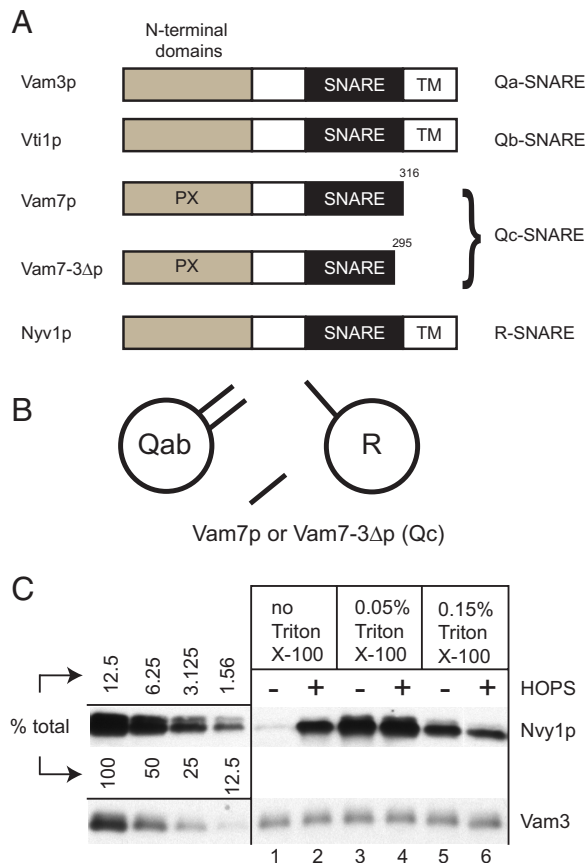 A
N-terminal
domains
Vam3p SNARE TM Qa-SNARE
Vti1p SNARE TM Qb-SNARE
316
Vam7p PX SNARE
Qc-SNARE
295
Vam7-3Δp PX SNARE
Nyv1p SNARE TM R-SNARE
B
Qab R
Vam7p or Vam7-3Δp (Qc)
C
no Triton X-100 0.05% Triton X-100 0.15% Triton X-100
12.5 6.25 3.125 1.56
- + - + - + HOPS
% total
Nvy1p
100 50 25 12.5
Vam3
1 2 3 4 5 6